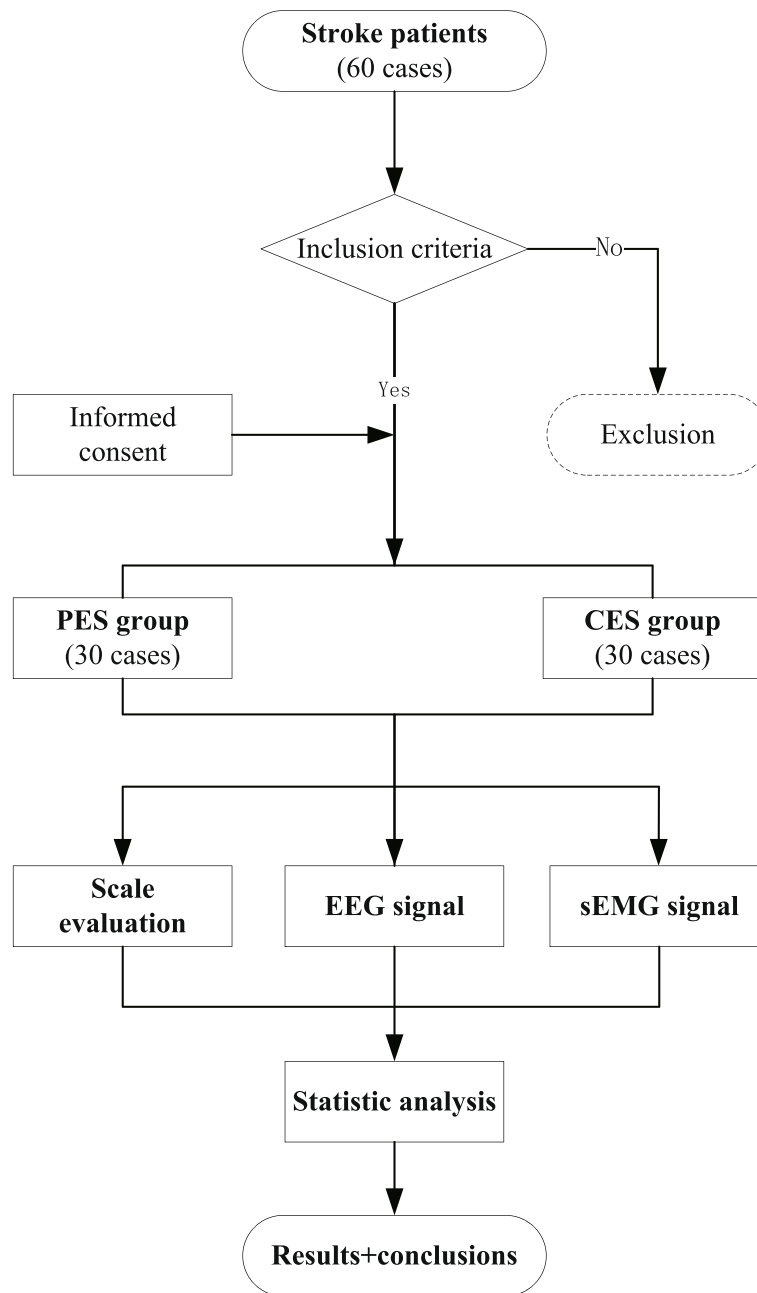 Stroke patients
(60 cases)
Inclusion criteria
No
Yes
Informed
consent
Exclusion
PES group
(30 cases)
CES group
(30 cases)
Scale
evaluation
EEG signal
sEMG signal
Statistic analysis
Results+conclusions